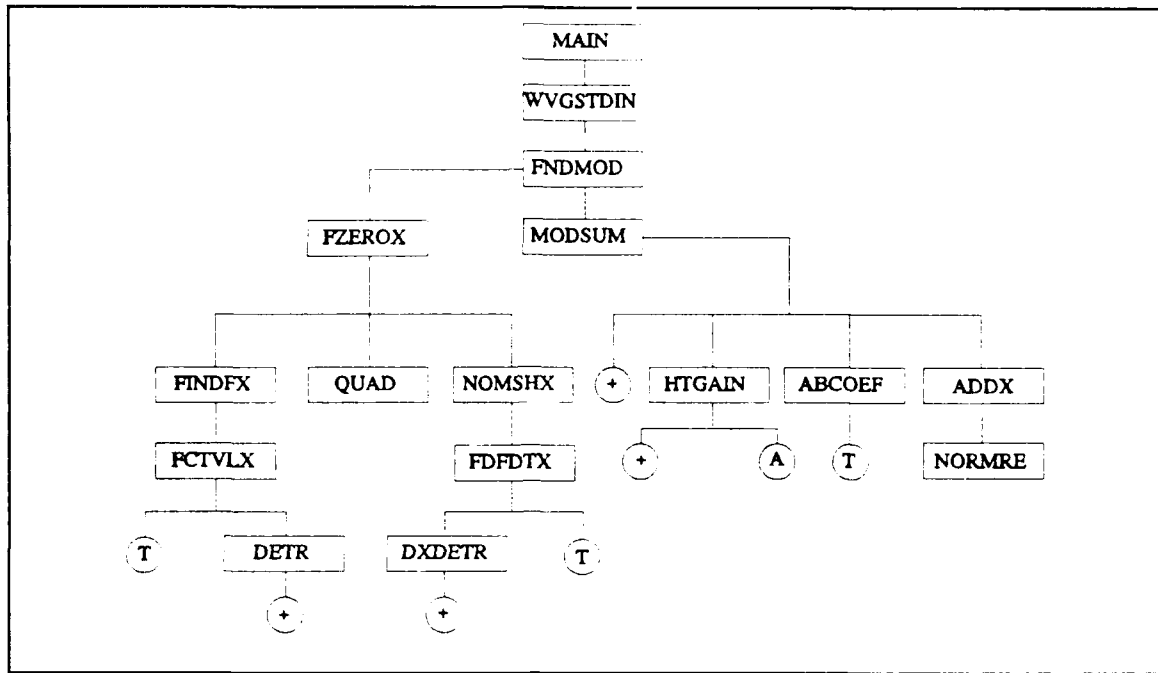 MAIN
WVGSTDIN
FNDMOD
FZEROX
MODSUM
FINDFX
QUAD
NOMSHX
+
HTGAIN
ABCOEF
ADDX
FCTVLX
FDFDTX
+
A
T
NORMRE
T
DETR
DXDETR
T
+
+